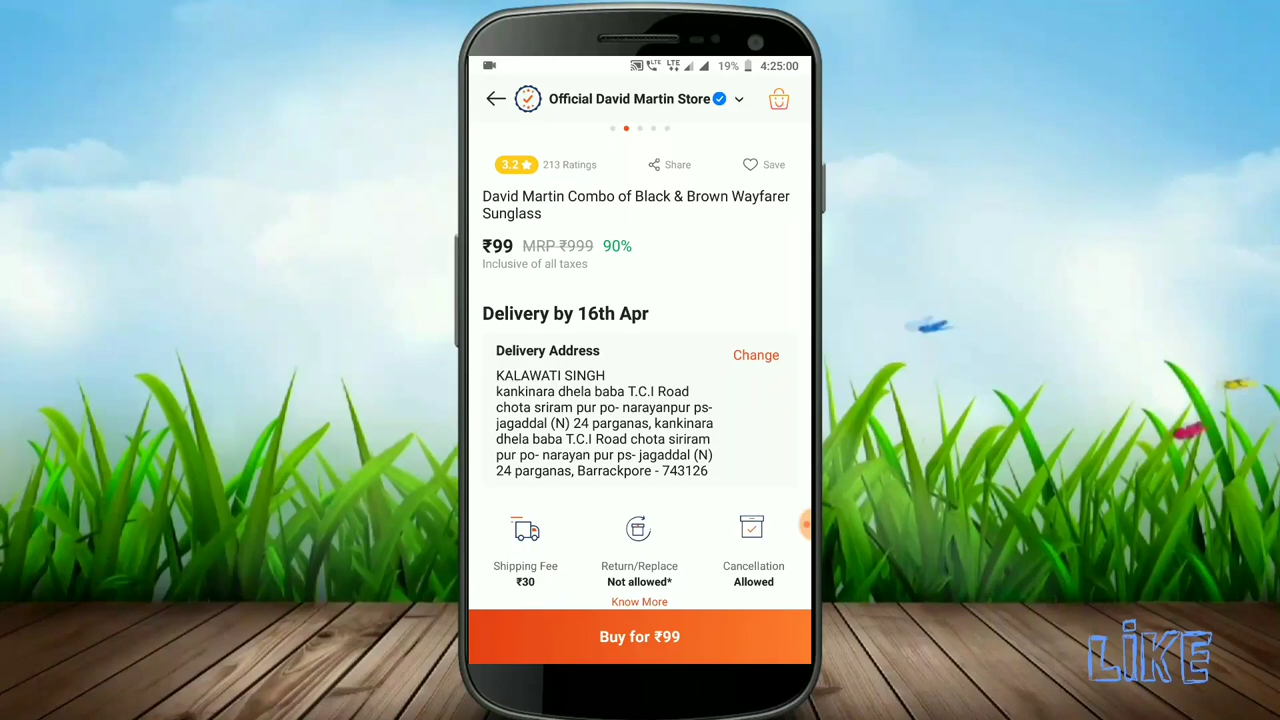 LTE LTE 19% 4:25:00
Official David Martin Store
3.2 213 Ratings Share Save
David Martin Combo of Black & Brown Wayfarer
Sunglass
₹99 MRP ₹999 90%
Inclusive of all taxes
Delivery by 16th Apr
Delivery Address
Change
KALAWATI SINGH
kankinara dhela baba T.C.I Road
chota sriram pur po- narayanpur ps-
jagaddal (N) 24 parganas, kankinara
dhela baba T.C.I Road chota siriram
pur po- narayan pur ps- jagaddal (N)
24 parganas, Barrackpore - 743126
Shipping Fee Return/Replace Cancellation
₹30 Not allowed* Allowed
Know More
Buy for ₹99
LIKE